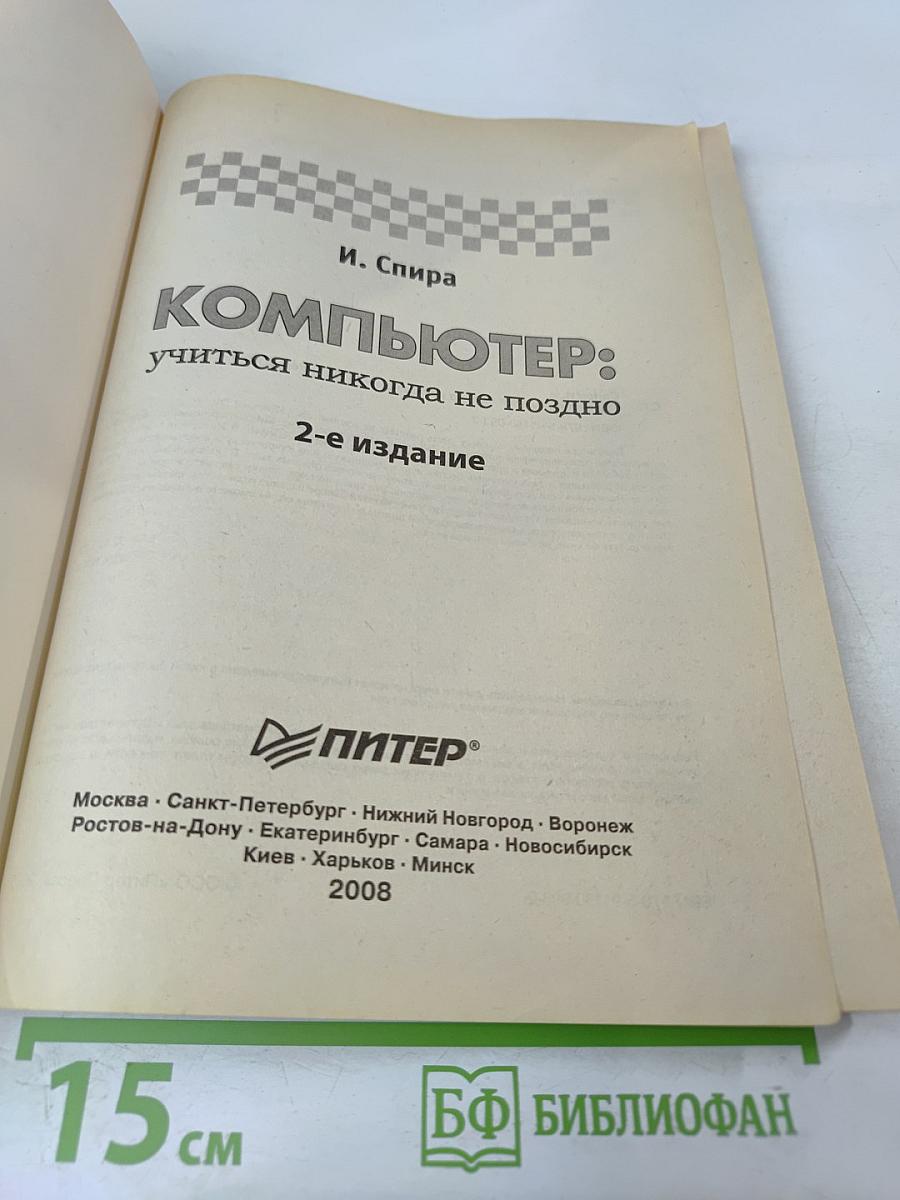 И. Спира
КОМПЬЮТЕР:
учиться никогда не поздно
2-е издание
ПИТЕР®
Москва · Санкт-Петербург · Нижний Новгород · Воронеж
Ростов-на-Дону · Екатеринбург · Самара · Новосибирск
Киев · Харьков · Минск
2008
15 см
БФ БИБЛИОФАН